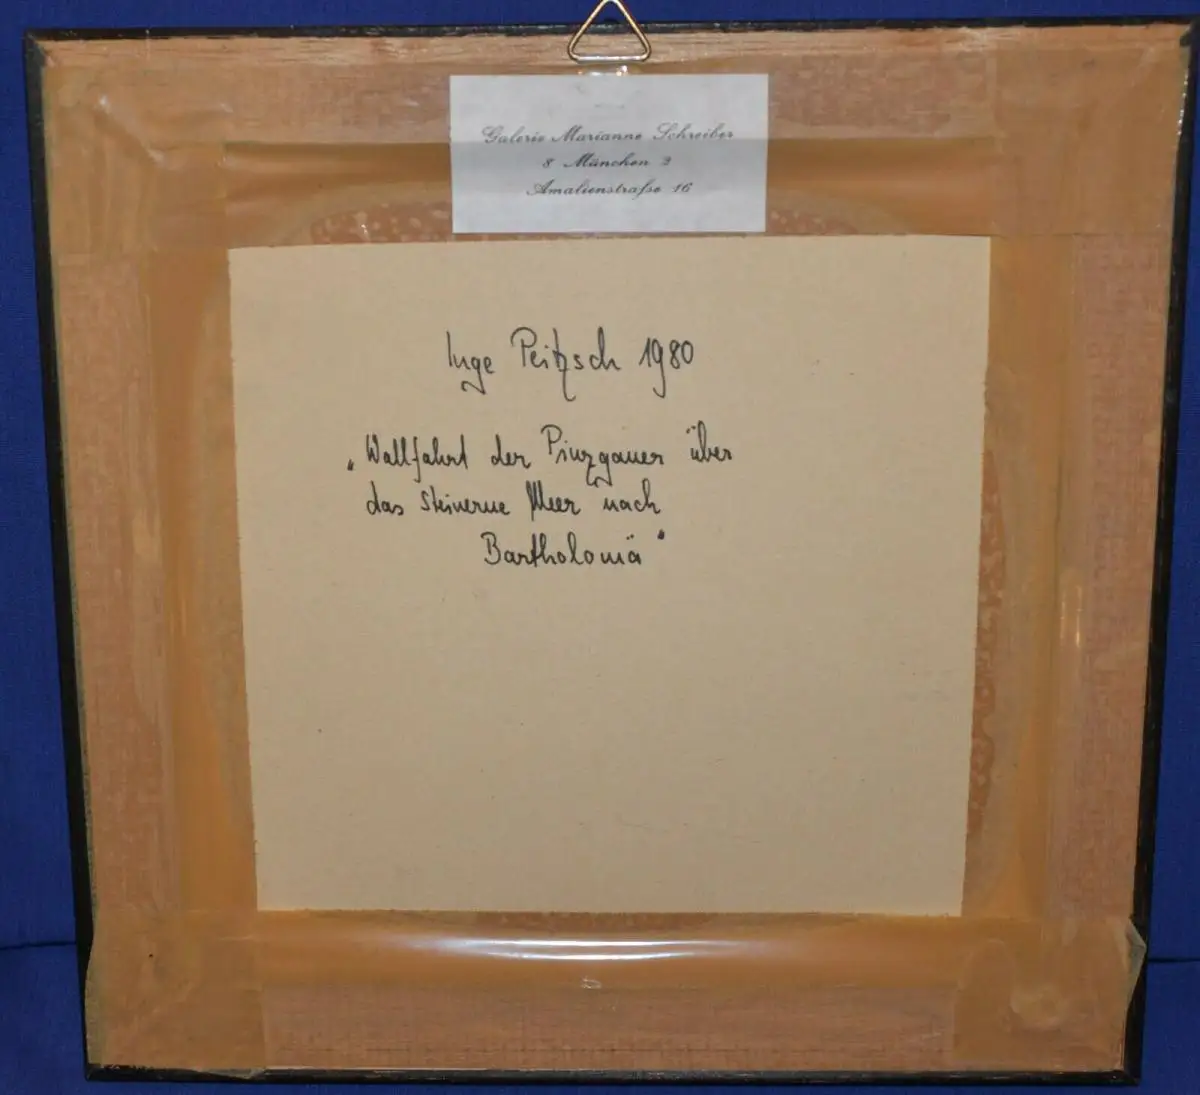 Galerie Marianne Schreiber
8 München 2
Amalienstraße 16
Inge Peitzsch 1980
„Wallfahrt der Pinzgauer über
das Steinerne Meer nach
Bartholomä"